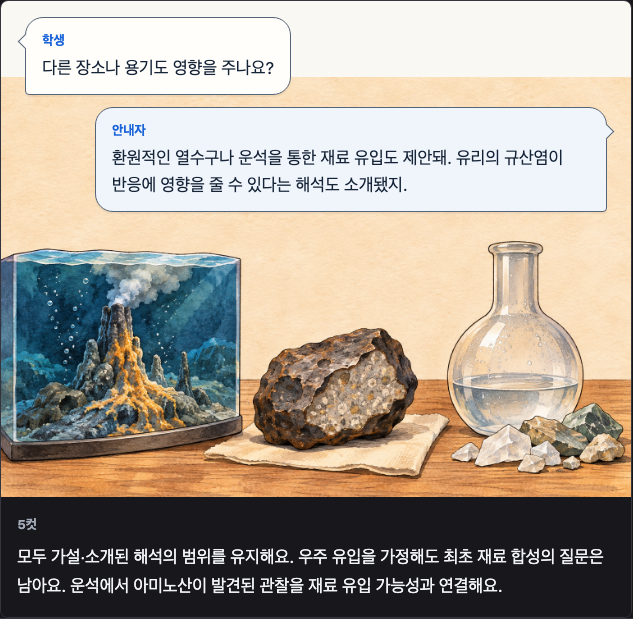 학생
다른 장소나 용기도 영향을 주나요?
안내자
환원적인 열수구나 운석을 통한 재료 유입도 제안돼. 유리의 규산염이
반응에 영향을 줄 수 있다는 해석도 소개됐지.
5컷
모두 가설·소개된 해석의 범위를 유지해요. 우주 유입을 가정해도 최초 재료 합성의 질문은
남아요. 운석에서 아미노산이 발견된 관찰을 재료 유입 가능성과 연결해요.